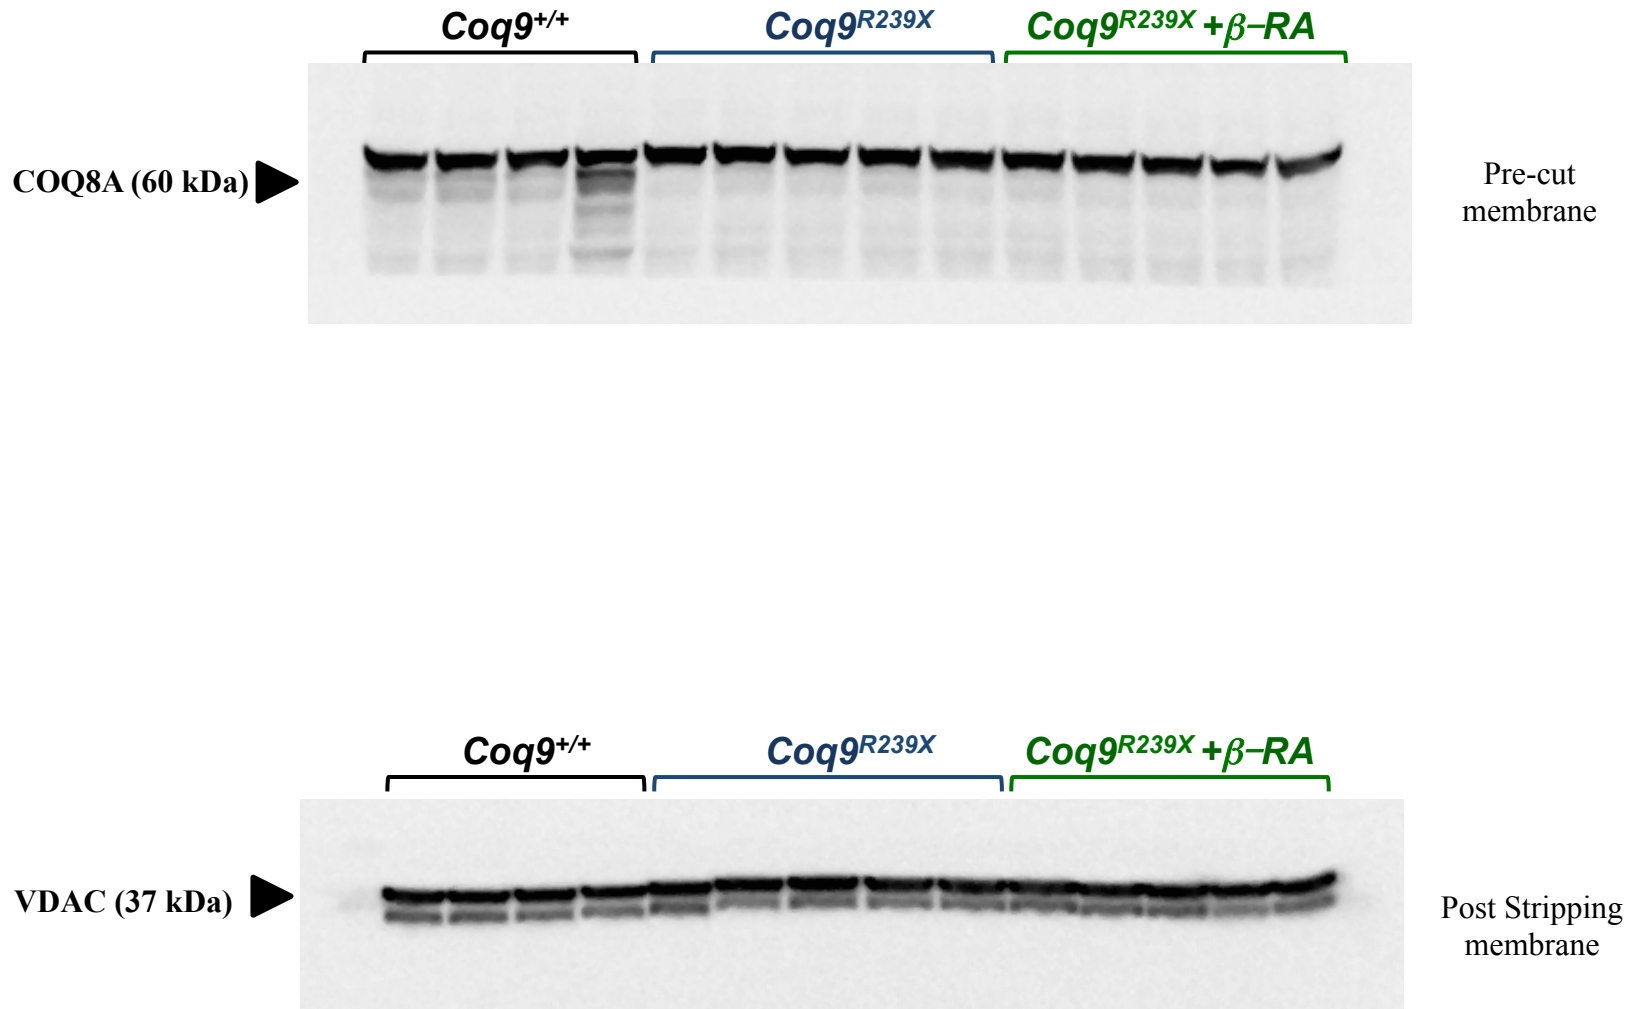 Coq9+/+ Coq9R239X Coq9R239X +β–RA
COQ8A (60 kDa)
Pre-cut
membrane
Coq9+/+ Coq9R239X Coq9R239X +β–RA
VDAC (37 kDa)
Post Stripping
membrane